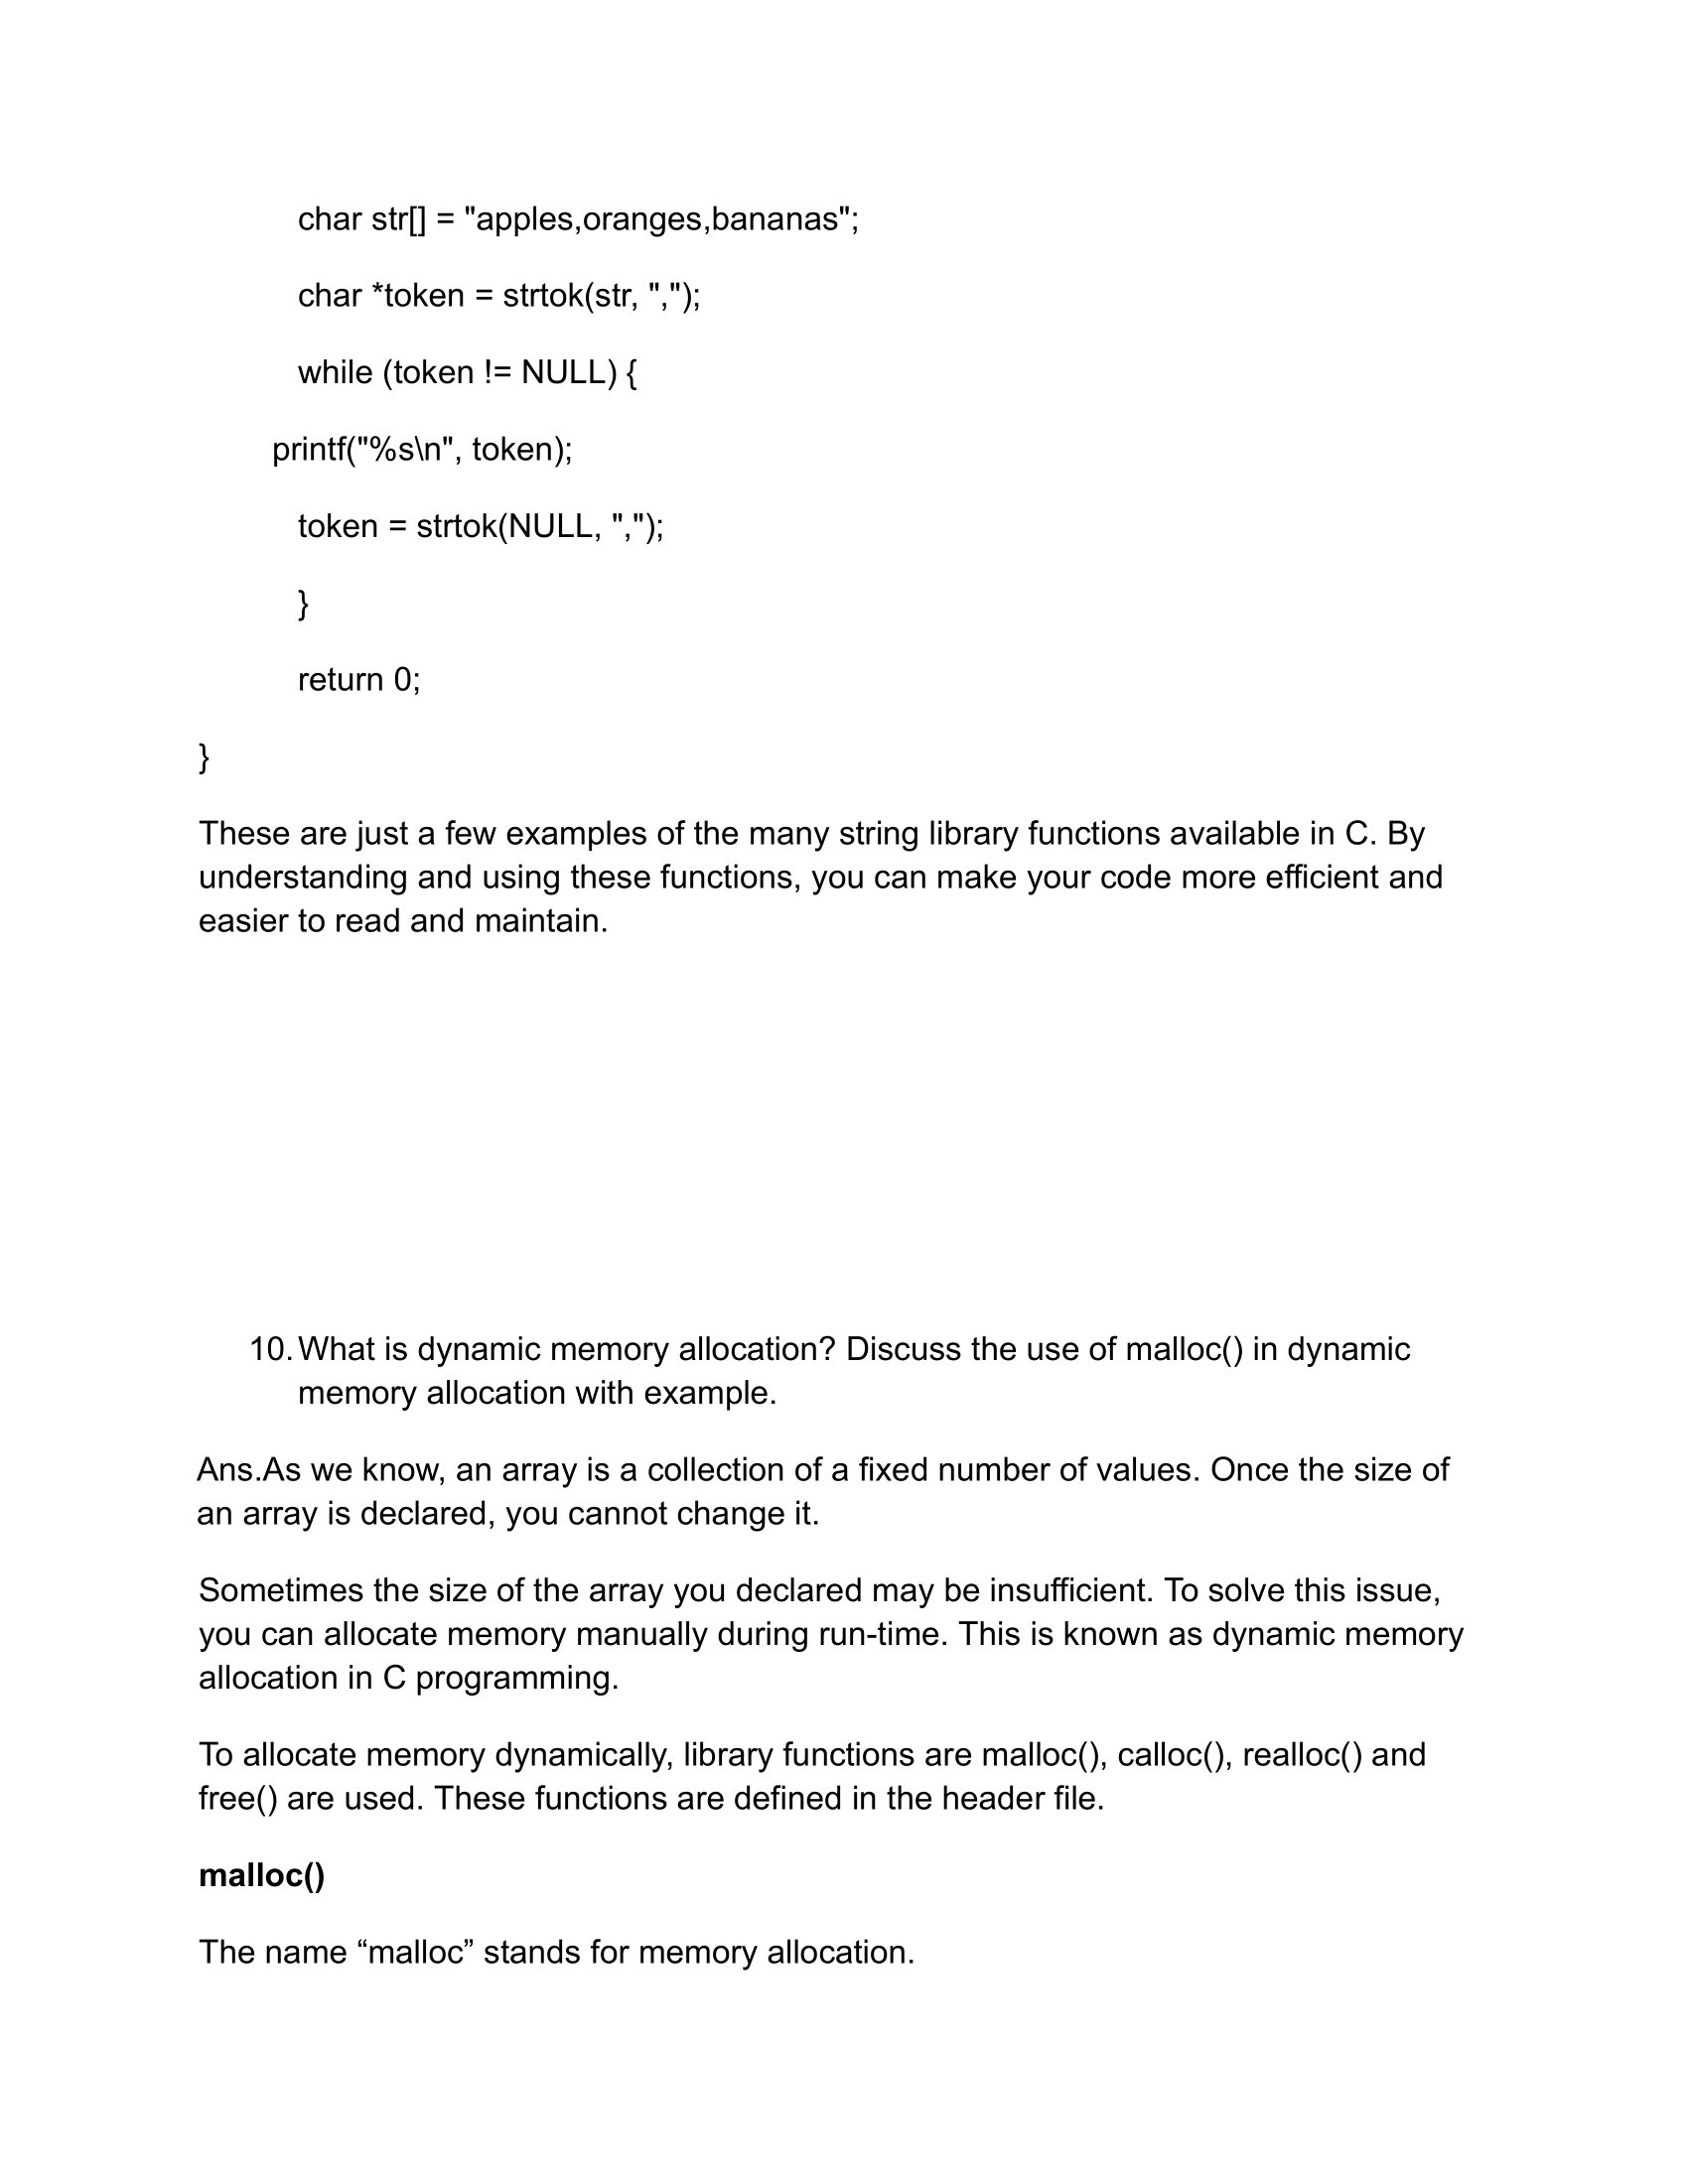 char str[] = "apples,oranges,bananas";
char *token = strtok(str, ",");
while (token != NULL) {
printf("%s\n", token);
token = strtok(NULL, ",");
}
return 0;
}
These are just a few examples of the many string library functions available in C. By
understanding and using these functions, you can make your code more efficient and
easier to read and maintain.
10. What is dynamic memory allocation? Discuss the use of malloc() in dynamic
memory allocation with example.
Ans.As we know, an array is a collection of a fixed number of values. Once the size of
an array is declared, you cannot change it.
Sometimes the size of the array you declared may be insufficient. To solve this issue,
you can allocate memory manually during run-time. This is known as dynamic memory
allocation in C programming.
To allocate memory dynamically, library functions are malloc(), calloc(), realloc() and
free() are used. These functions are defined in the header file.
malloc()
The name “malloc” stands for memory allocation.